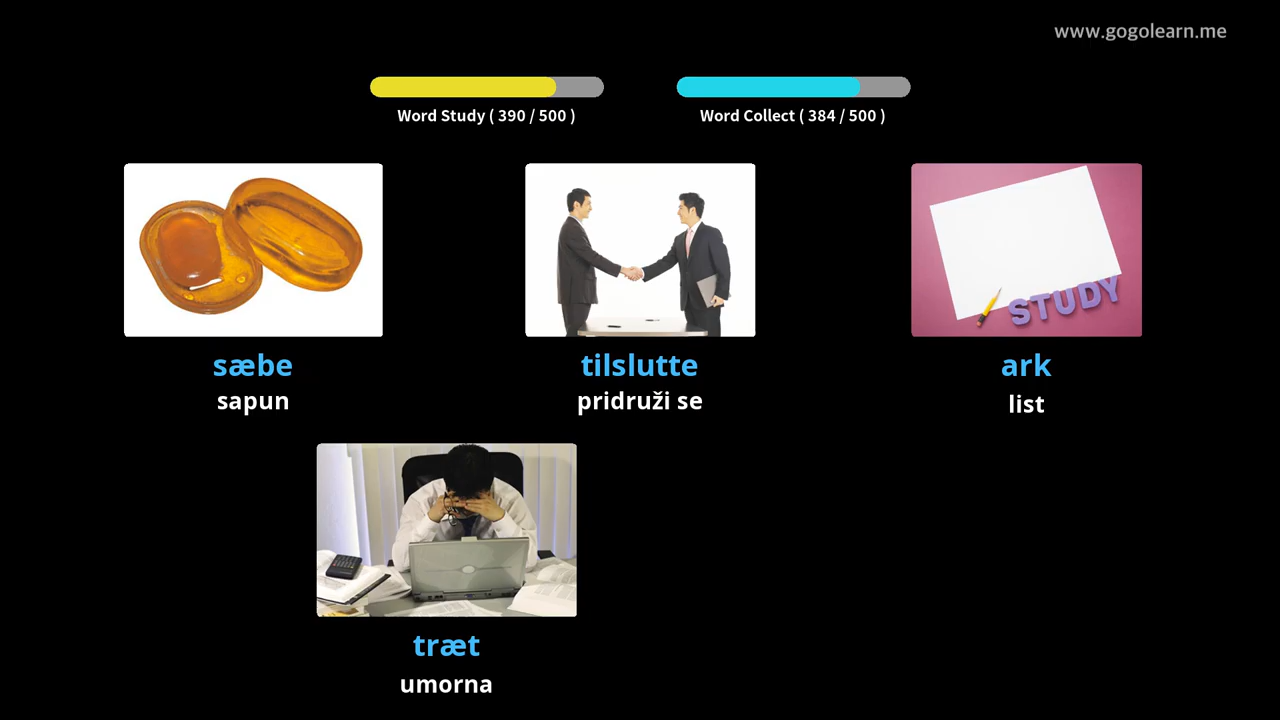 www.gogolearn.me
Word Study ( 390 / 500 )
Word Collect ( 384 / 500 )
STUDY
sæbe
sapun
tilslutte
pridruži se
ark
list
træt
umorna